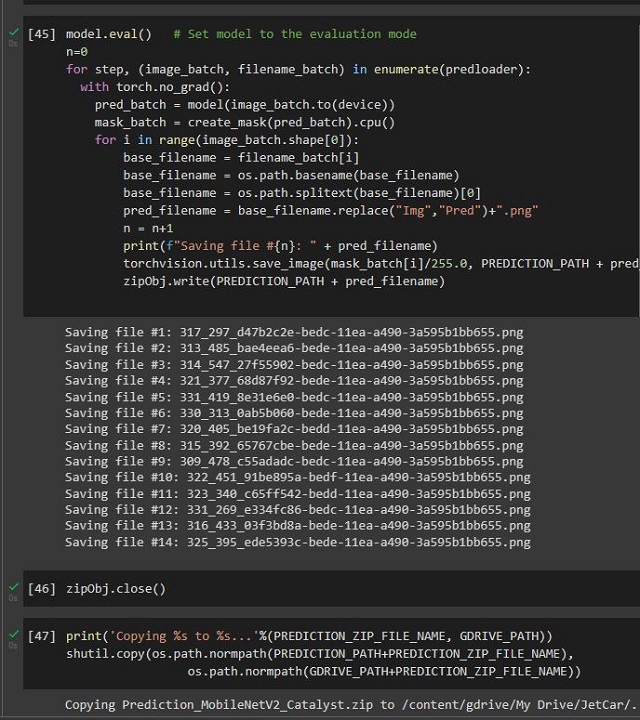 [45] model.eval()   # Set model to the evaluation mode
n=0
for step, (image_batch, filename_batch) in enumerate(predloader):
  with torch.no_grad():
    pred_batch = model(image_batch.to(device))
    mask_batch = create_mask(pred_batch).cpu()
    for i in range(image_batch.shape[0]):
        base_filename = filename_batch[i]
        base_filename = os.path.basename(base_filename)
        base_filename = os.path.splitext(base_filename)[0]
        pred_filename = base_filename.replace("Img","Pred")+".png"
        n = n+1
        print(f"Saving file #{n}: " + pred_filename)
        torchvision.utils.save_image(mask_batch[i]/255.0, PREDICTION_PATH + pred
        zipObj.write(PREDICTION_PATH + pred_filename)
0s
Saving file #1: 317_297_d47b2c2e-bedc-11ea-a490-3a595b1bb655.png
Saving file #2: 313_485_bae4eea6-bede-11ea-a490-3a595b1bb655.png
Saving file #3: 314_547_27f55902-bedc-11ea-a490-3a595b1bb655.png
Saving file #4: 321_377_68d87f92-bede-11ea-a490-3a595b1bb655.png
Saving file #5: 331_419_8e31e6e0-bedc-11ea-a490-3a595b1bb655.png
Saving file #6: 330_313_0ab5b060-bede-11ea-a490-3a595b1bb655.png
Saving file #7: 320_405_be19fa2c-bedd-11ea-a490-3a595b1bb655.png
Saving file #8: 315_392_65767cbe-bede-11ea-a490-3a595b1bb655.png
Saving file #9: 309_478_c55adadc-bedc-11ea-a490-3a595b1bb655.png
Saving file #10: 322_451_91be895a-bedf-11ea-a490-3a595b1bb655.png
Saving file #11: 323_340_c65ff542-bedd-11ea-a490-3a595b1bb655.png
Saving file #12: 331_269_e334fc86-bedc-11ea-a490-3a595b1bb655.png
Saving file #13: 316_433_03f3bd8a-bede-11ea-a490-3a595b1bb655.png
Saving file #14: 325_395_ede5393c-bede-11ea-a490-3a595b1bb655.png
[46] zipObj.close()
0s
[47] print('Copying %s to %s...'%(PREDICTION_ZIP_FILE_NAME, GDRIVE_PATH))
shutil.copy(os.path.normpath(PREDICTION_PATH+PREDICTION_ZIP_FILE_NAME),
                os.path.normpath(GDRIVE_PATH+PREDICTION_ZIP_FILE_NAME))
0s
Copying Prediction_MobileNetV2_Catalyst.zip to /content/gdrive/My Drive/JetCar/.